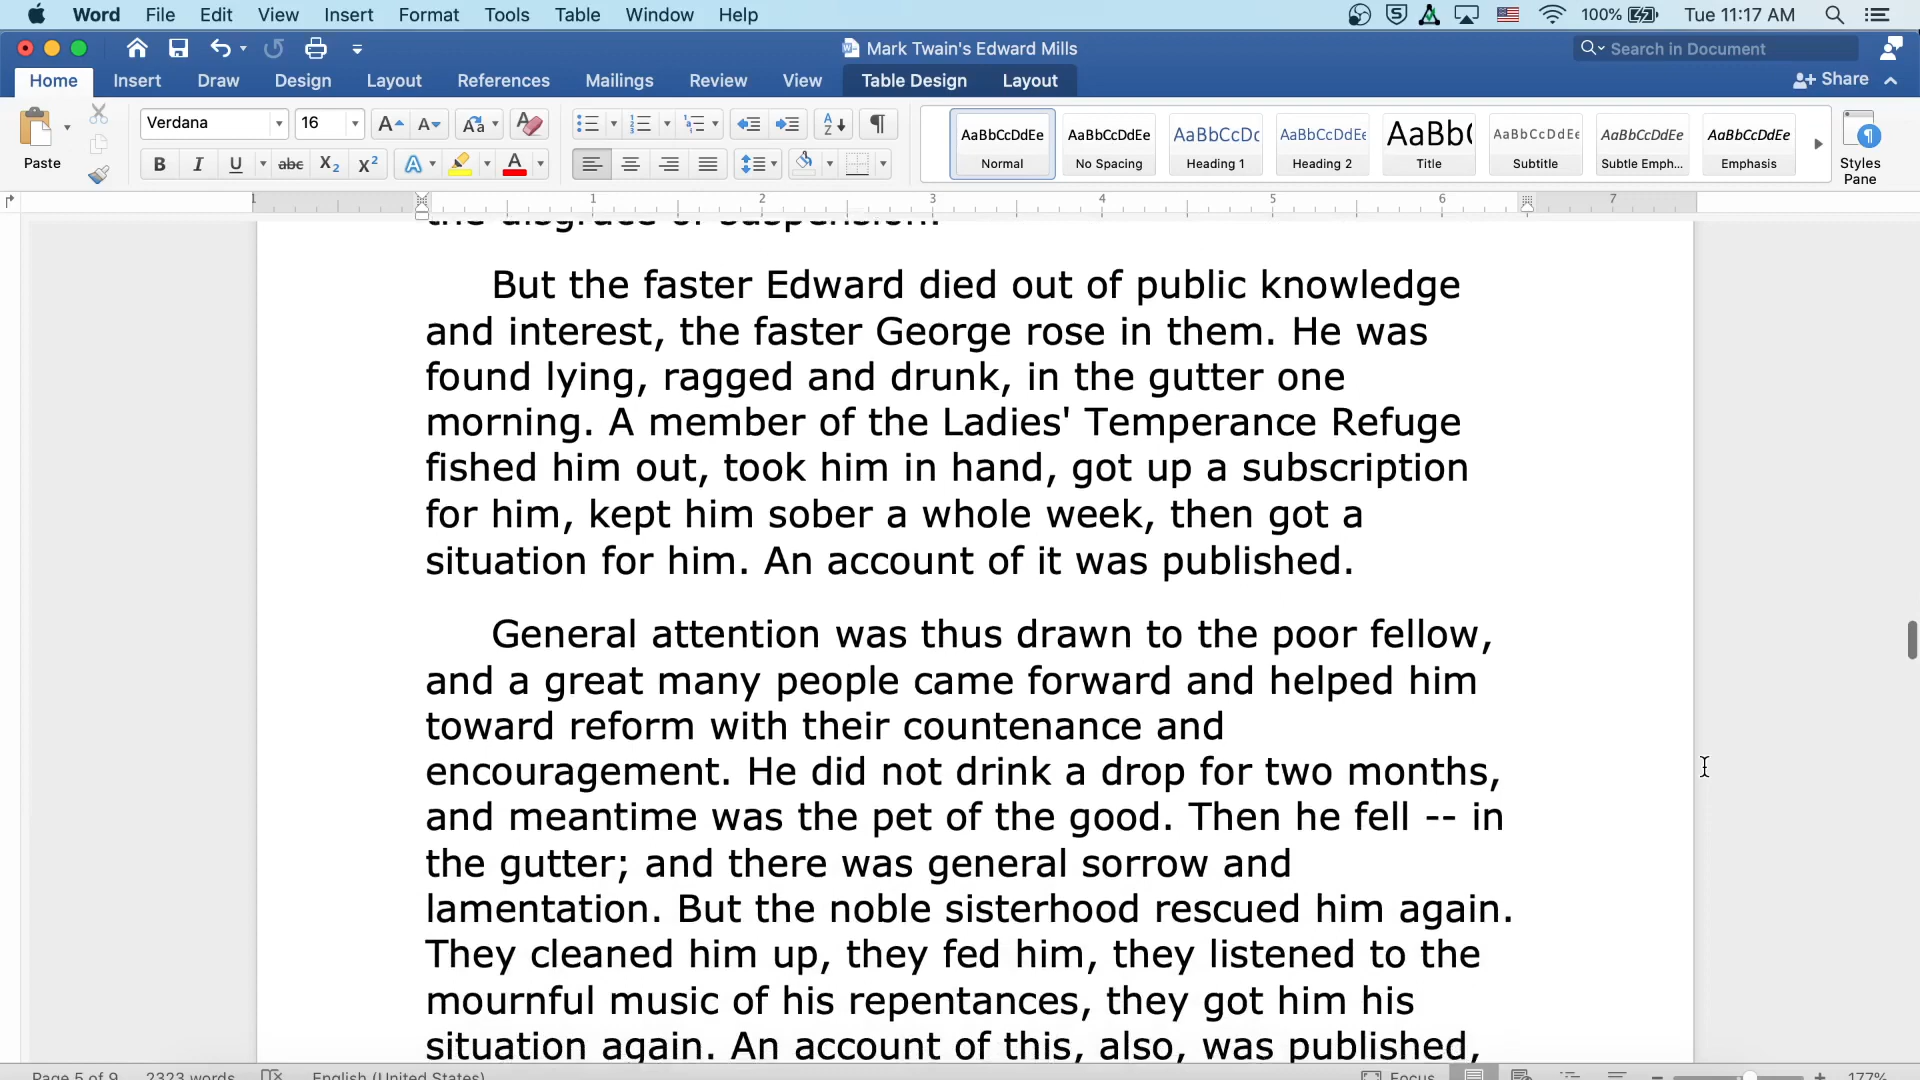 Word File Edit View Insert Format Tools Table Window Help 100% Tue 11:17 AM
Mark Twain's Edward Mills Search in Document
Home Insert Draw Design Layout References Mailings Review View Table Design Layout Share
Verdana 16
AaBbCcDdEe AaBbCcDdEe AaBbCcDc AaBbCcDdEe AaBb( AaBbCcDdEe AaBbCcDdEe AaBbCcDdEe
Paste Normal No Spacing Heading 1 Heading 2 Title Subtitle Subtle Emph... Emphasis Styles Pane
1 1 2 3 4 5 6 7
the disgrace of suspension.
But the faster Edward died out of public knowledge
and interest, the faster George rose in them. He was
found lying, ragged and drunk, in the gutter one
morning. A member of the Ladies' Temperance Refuge
fished him out, took him in hand, got up a subscription
for him, kept him sober a whole week, then got a
situation for him. An account of it was published.
General attention was thus drawn to the poor fellow,
and a great many people came forward and helped him
toward reform with their countenance and
encouragement. He did not drink a drop for two months,
and meantime was the pet of the good. Then he fell -- in
the gutter; and there was general sorrow and
lamentation. But the noble sisterhood rescued him again.
They cleaned him up, they fed him, they listened to the
mournful music of his repentances, they got him his
situation again. An account of this, also, was published,
Page 5 of 9 2323 words English (United States) Focus 177%